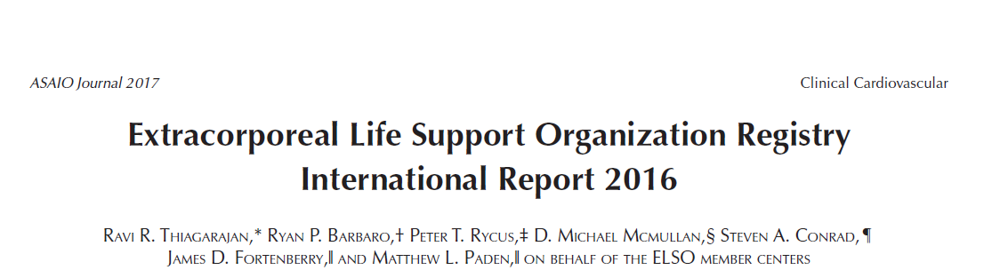 ASAIO Journal 2017
Clinical Cardiovascular
Extracorporeal Life Support Organization Registry
International Report 2016
Ravi R. Thiagarajan,* Ryan P. Barbaro,† Peter T. Rycus,‡ D. Michael Mcmullan,§ Steven A. Conrad,¶
James D. Fortenberry,‖ and Matthew L. Paden,‖ on behalf of the ELSO member centers